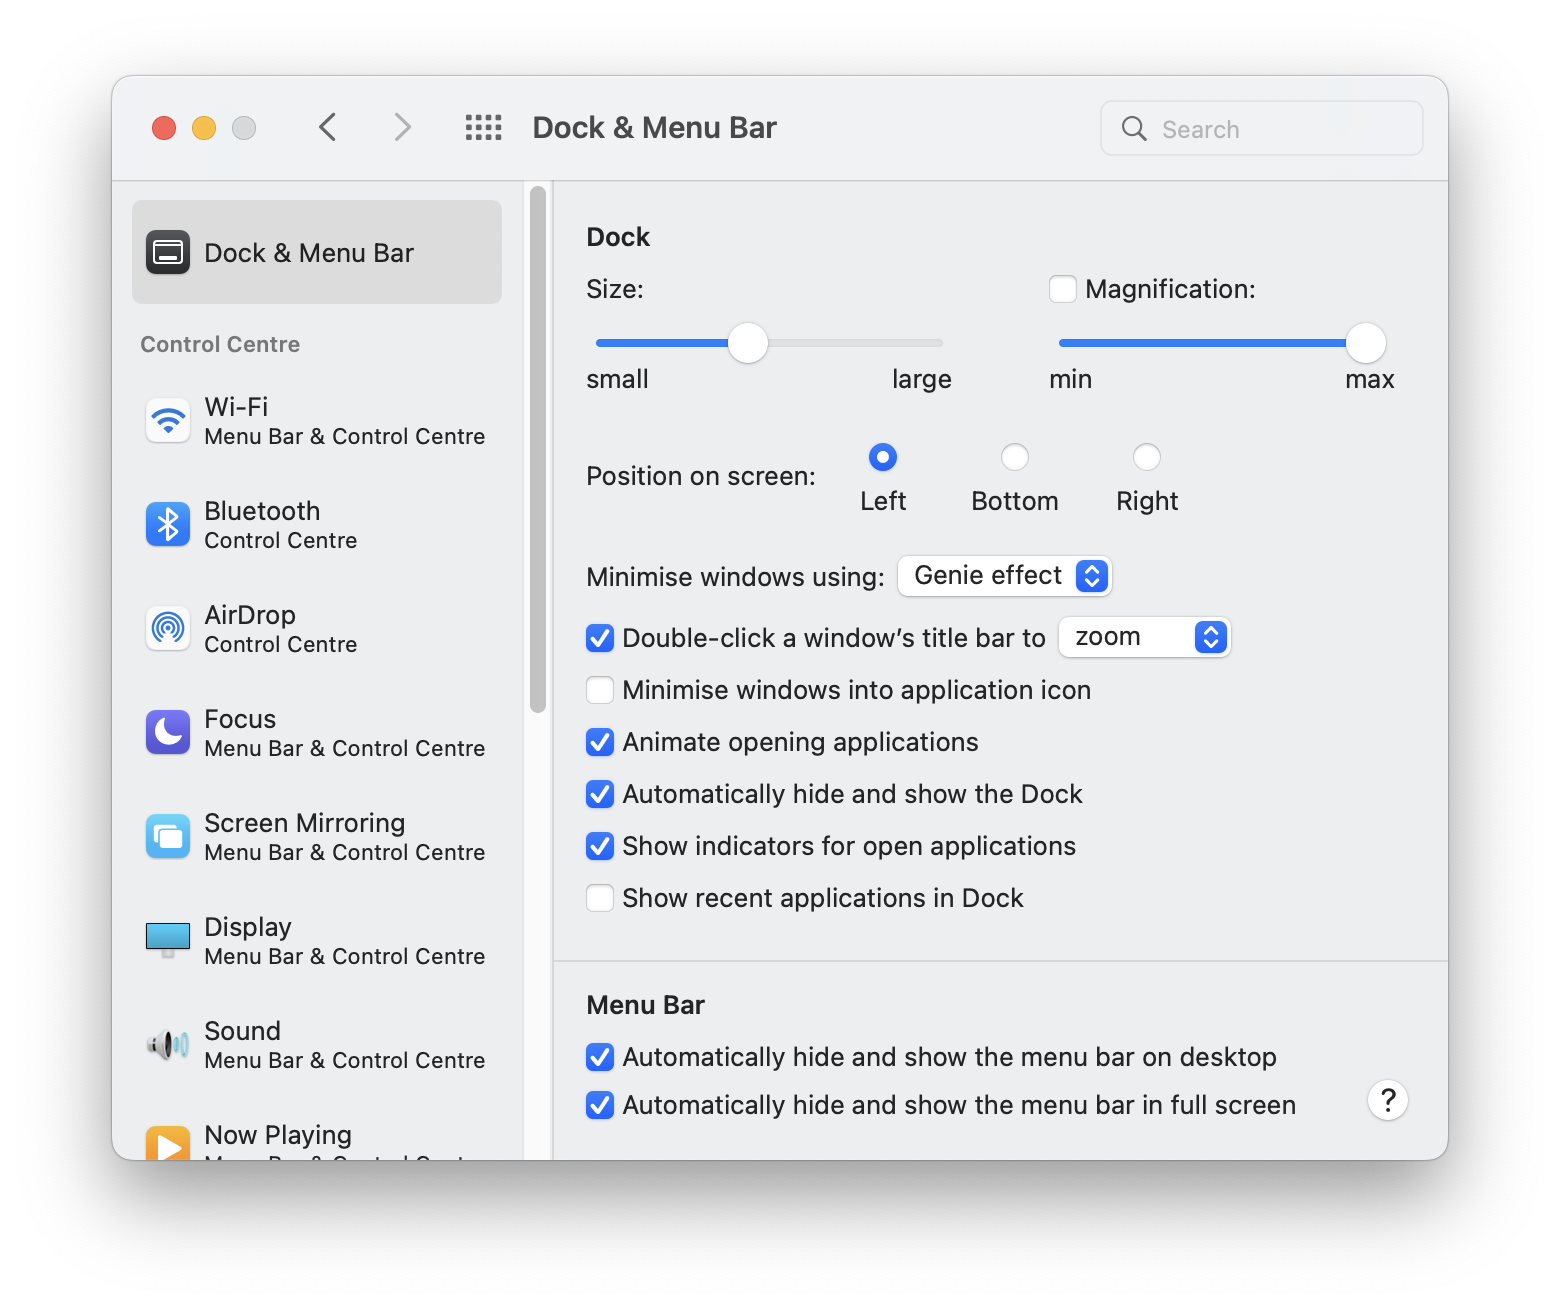 Dock & Menu Bar
Search
Dock & Menu Bar
Control Centre
Wi-Fi
Menu Bar & Control Centre
Bluetooth
Control Centre
AirDrop
Control Centre
Focus
Menu Bar & Control Centre
Screen Mirroring
Menu Bar & Control Centre
Display
Menu Bar & Control Centre
Sound
Menu Bar & Control Centre
Now Playing
Dock
Size:
small large
Magnification:
min max
Position on screen:
Left Bottom Right
Minimise windows using: Genie effect
Double-click a window’s title bar to zoom
Minimise windows into application icon
Animate opening applications
Automatically hide and show the Dock
Show indicators for open applications
Show recent applications in Dock
Menu Bar
Automatically hide and show the menu bar on desktop
Automatically hide and show the menu bar in full screen
?